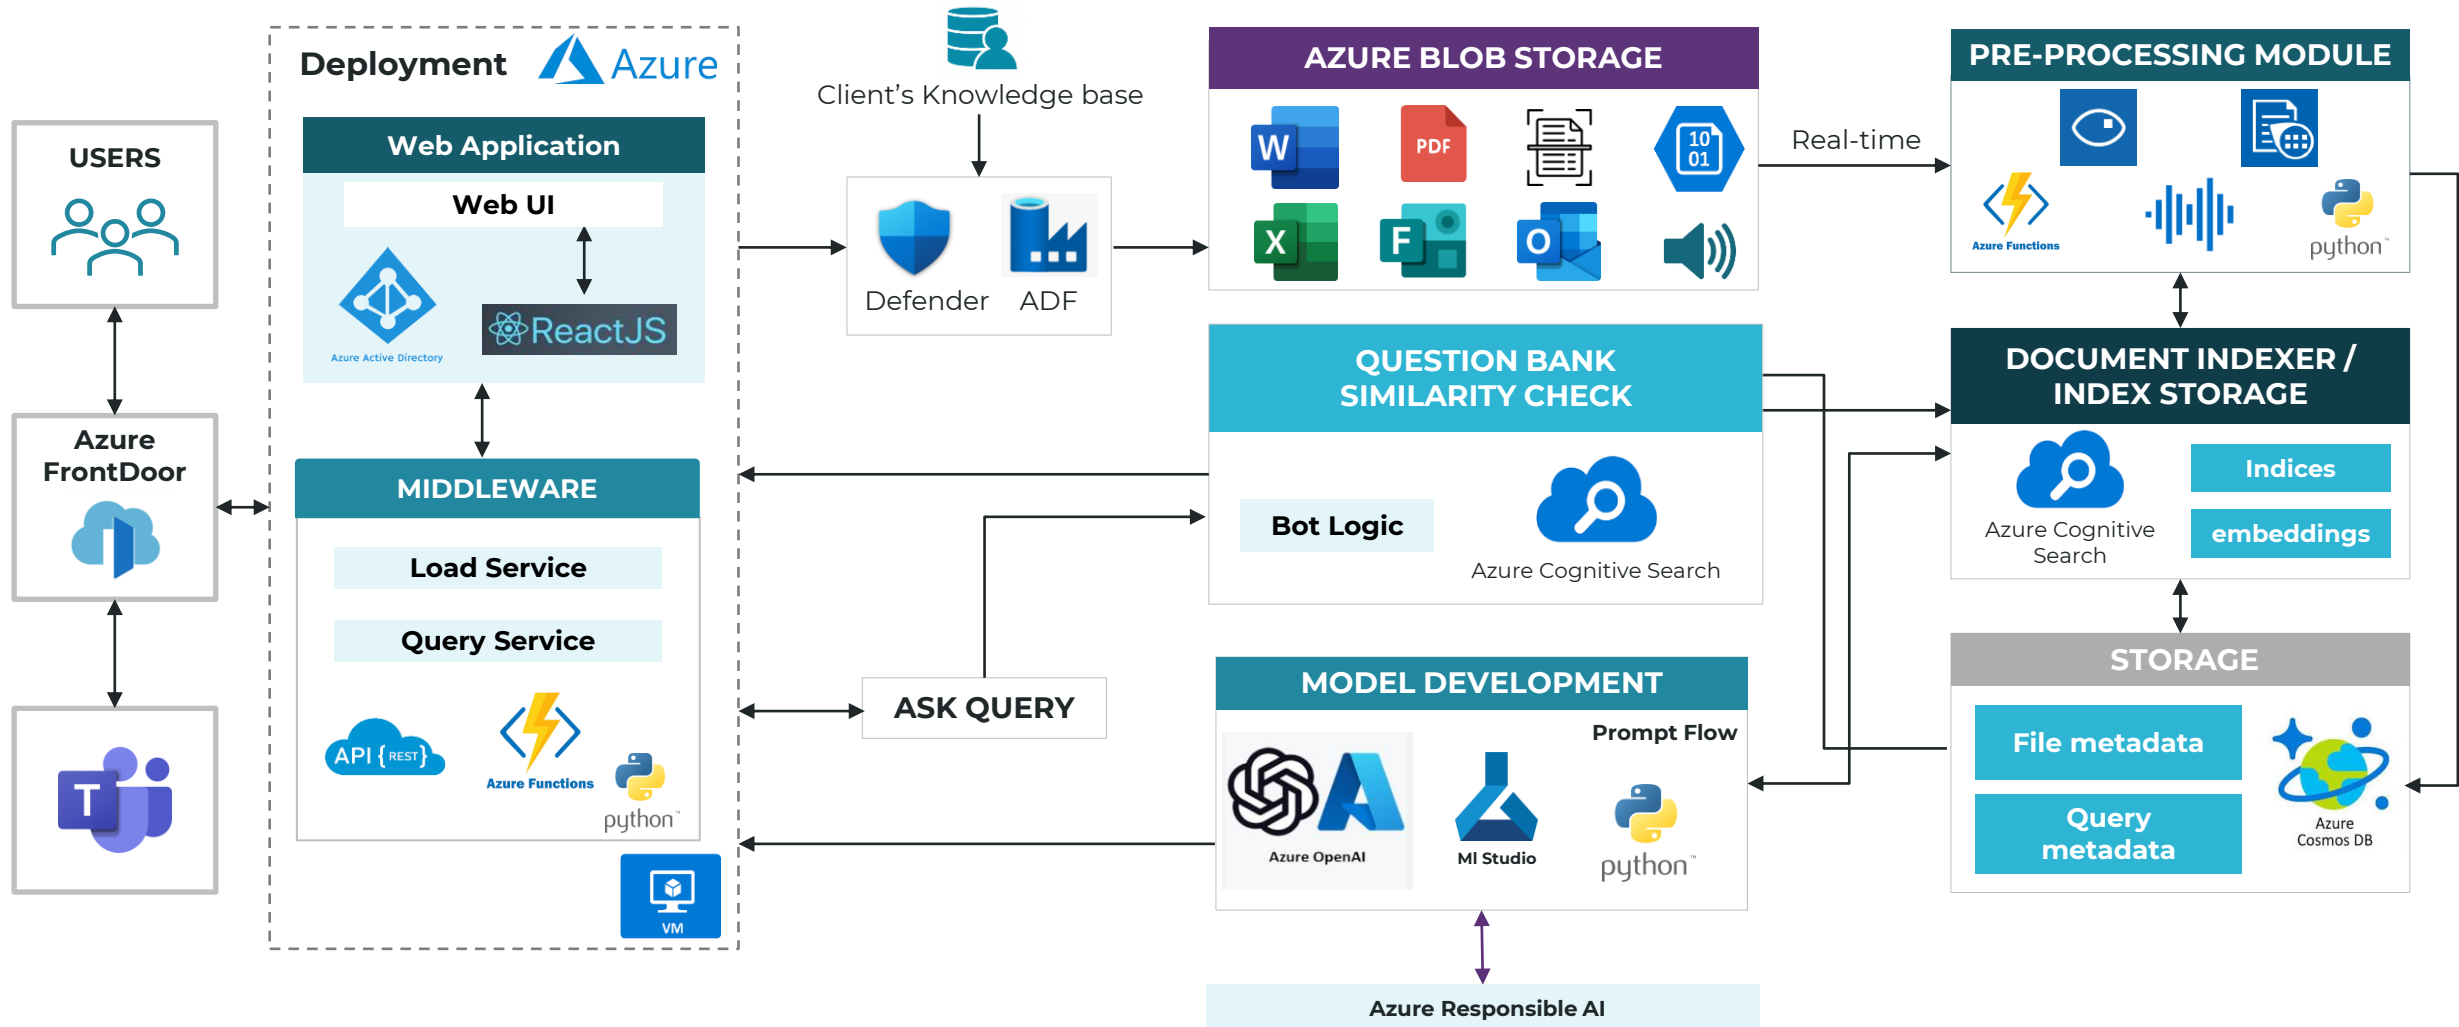 USERS
Azure
FrontDoor
T
Deployment
Azure
Web Application
Web UI
Azure Active Directory
ReactJS
MIDDLEWARE
Load Service
Query Service
API { REST }
Azure Functions
python™
VM
Client’s Knowledge base
Defender
ADF
ASK QUERY
AZURE BLOB STORAGE
W
PDF
10
01
X
F
O
Real-time
QUESTION BANK
SIMILARITY CHECK
Bot Logic
Azure Cognitive Search
MODEL DEVELOPMENT
Prompt Flow
Azure OpenAI
Ml Studio
python™
Azure Responsible AI
PRE-PROCESSING MODULE
Azure Functions
python™
DOCUMENT INDEXER /
INDEX STORAGE
Azure Cognitive
Search
Indices
embeddings
STORAGE
File metadata
Query
metadata
Azure
Cosmos DB